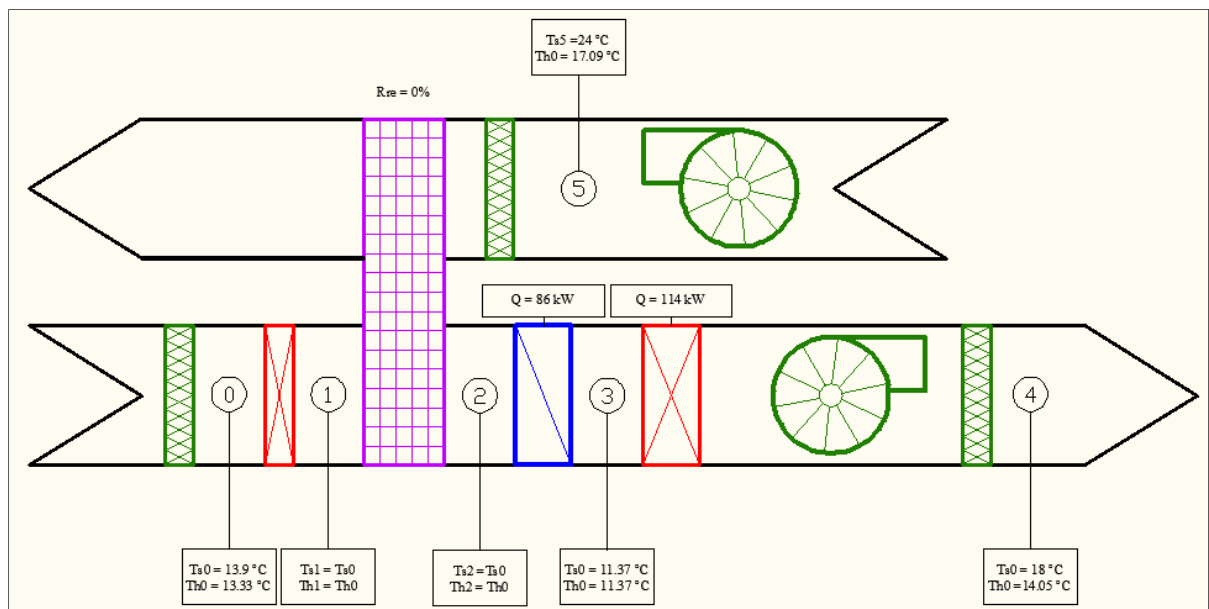 Ts5 =24 °C
Th0 = 17.09 °C
Rre = 0%
5
Q = 86 kW
Q = 114 kW
0
1
2
3
4
Ts0 = 13.9 °C
Th0 = 13.33 °C
Ts1 = Ts0
Th1 = Th0
Ts2 =Ts0
Th2 = Th0
Ts0 = 11.37 °C
Th0 = 11.37 °C
Ts0 = 18 °C
Th0 =14.05 °C